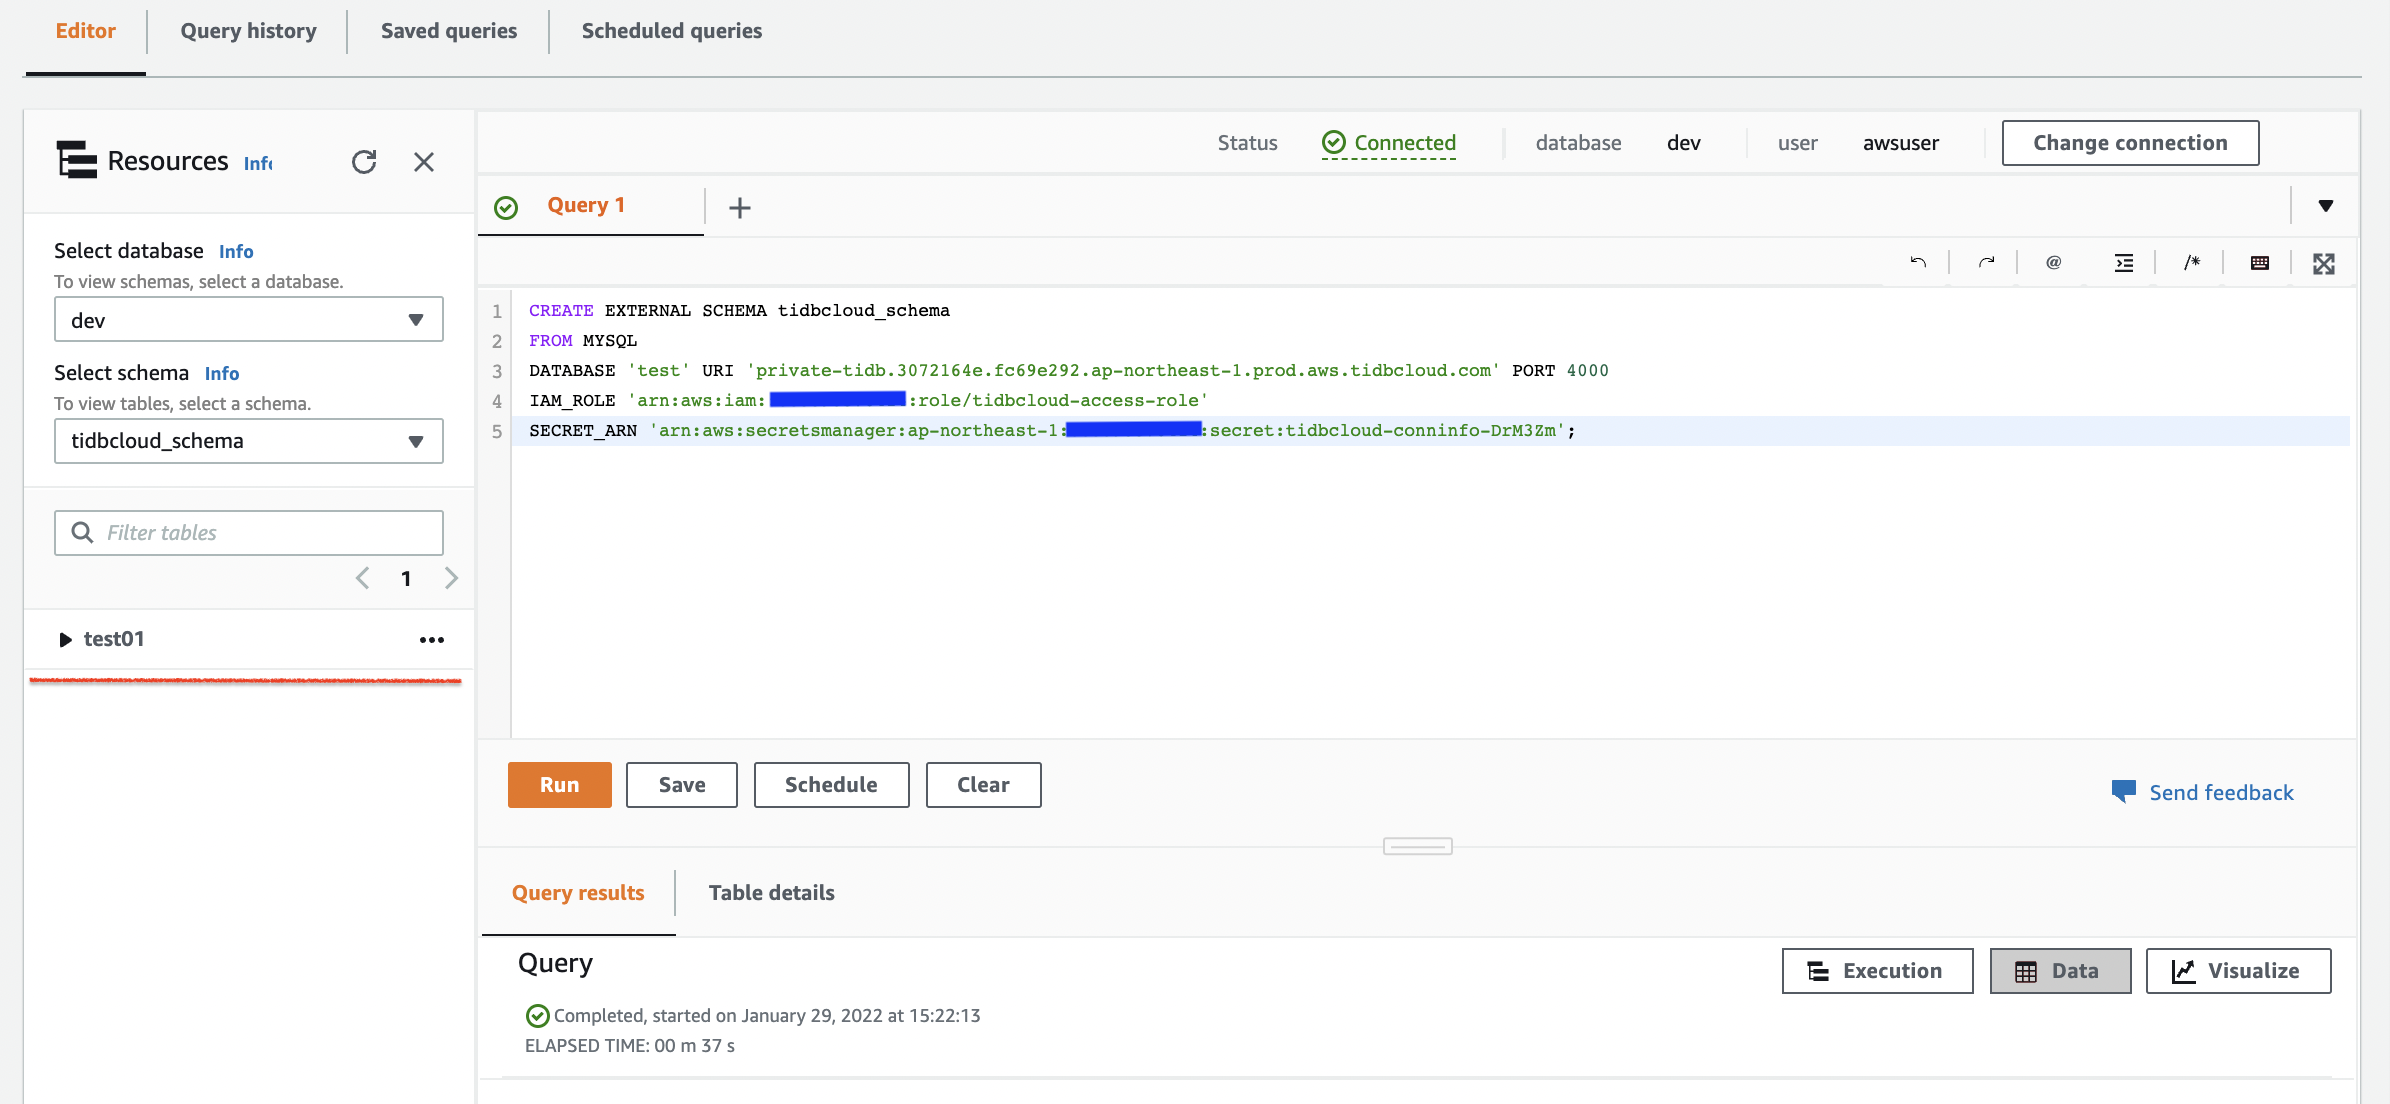 Editor Query history Saved queries Scheduled queries
Resources Info
Status Connected database dev user awsuser Change connection
Query 1
Select database Info
To view schemas, select a database.
dev
Select schema Info
To view tables, select a schema.
tidbcloud_schema
Filter tables
1
test01
@ /*
1 CREATE EXTERNAL SCHEMA tidbcloud_schema
2 FROM MYSQL
3 DATABASE 'test' URI 'private-tidb.3072164e.fc69e292.ap-northeast-1.prod.aws.tidbcloud.com' PORT 4000
4 IAM_ROLE 'arn:aws:iam: :role/tidbcloud-access-role'
5 SECRET_ARN 'arn:aws:secretsmanager:ap-northeast-1: :secret:tidbcloud-conninfo-DrM3Zm';
Run Save Schedule Clear
Send feedback
Query results Table details
Query
Execution Data Visualize
Completed, started on January 29, 2022 at 15:22:13
ELAPSED TIME: 00 m 37 s